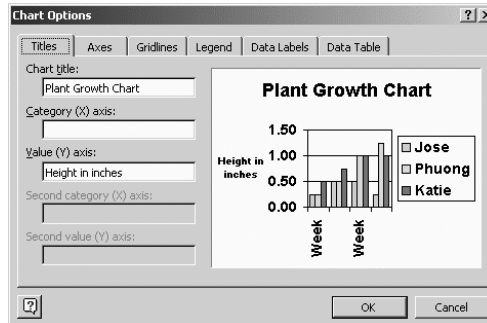 Chart Options
Titles Axes Gridlines Legend Data Labels Data Table
Chart title:
Plant Growth Chart
Category (X) axis:
Value (Y) axis:
Height in inches
Second category (X) axis:
Second value (Y) axis:
Plant Growth Chart
1.50
1.00
0.50
0.00
Height in
inches
Week
Week
Jose
Phuong
Katie
OK Cancel